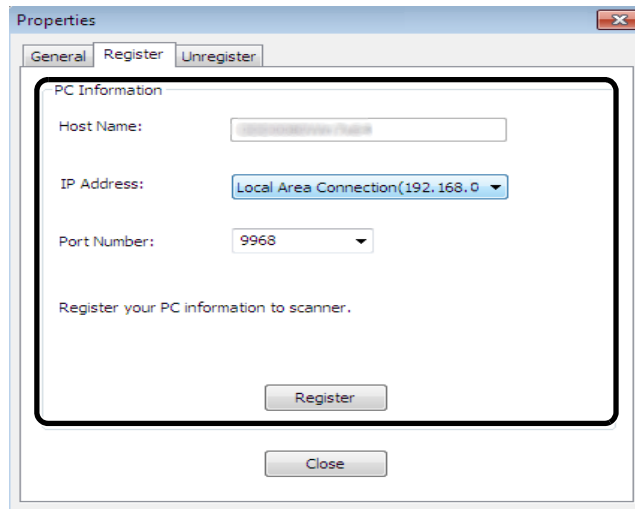 Properties
General Register Unregister
PC Information
Host Name:
IP Address: Local Area Connection(192.168.0
Port Number: 9968
Register your PC information to scanner.
Register
Close